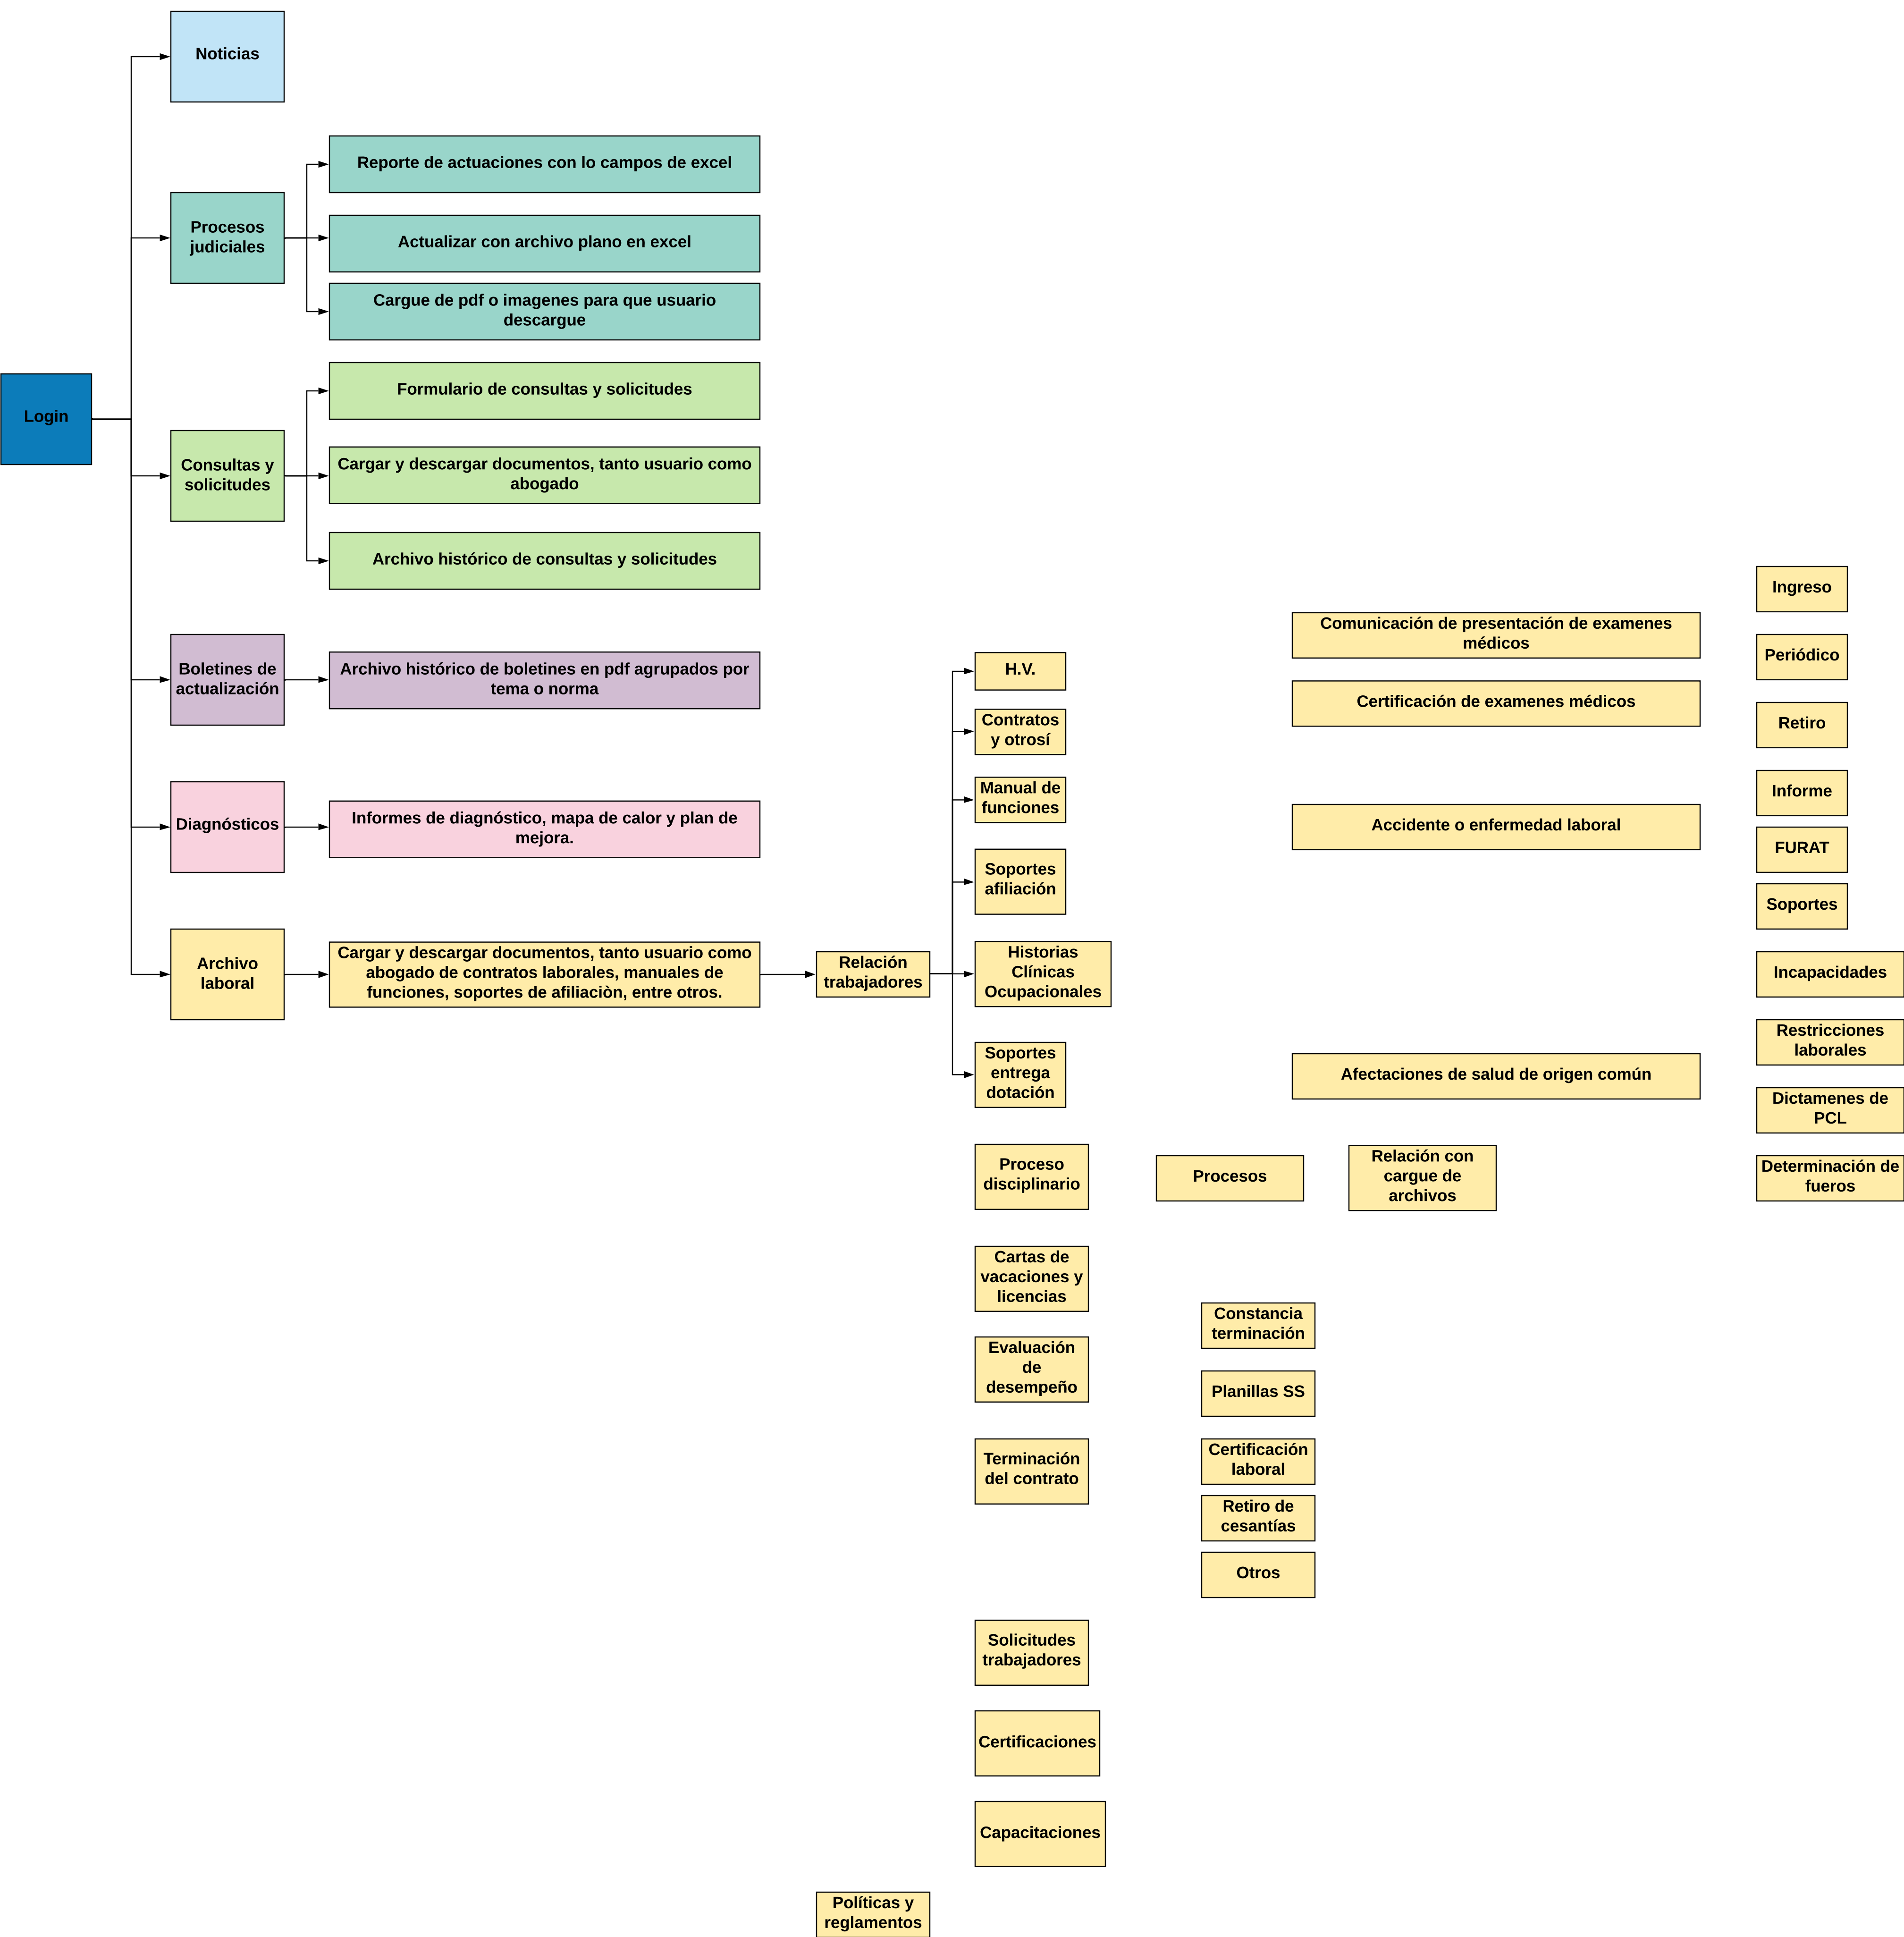 Noticias
Reporte de actuaciones con lo campos de excel
Procesos
judiciales
Actualizar con archivo plano en excel
Cargue de pdf o imagenes para que usuario
descargue
Login
Formulario de consultas y solicitudes
Consultas y
solicitudes
Cargar y descargar documentos, tanto usuario como
abogado
Archivo histórico de consultas y solicitudes
Boletines de
actualización
Archivo histórico de boletines en pdf agrupados por
tema o norma
Diagnósticos
Informes de diagnóstico, mapa de calor y plan de
mejora.
Archivo
laboral
Cargar y descargar documentos, tanto usuario como
abogado de contratos laborales, manuales de
funciones, soportes de afiliaciòn, entre otros.
Relación
trabajadores
H.V.
Contratos
y otrosí
Manual de
funciones
Soportes
afiliación
Historias
Clínicas
Ocupacionales
Soportes
entrega
dotación
Comunicación de presentación de examenes
médicos
Certificación de examenes médicos
Accidente o enfermedad laboral
Afectaciones de salud de origen común
Ingreso
Periódico
Retiro
Informe
FURAT
Soportes
Incapacidades
Restricciones
laborales
Dictamenes de
PCL
Determinación de
fueros
Proceso
disciplinario
Procesos
Relación con
cargue de
archivos
Cartas de
vacaciones y
licencias
Evaluación
de
desempeño
Terminación
del contrato
Constancia
terminación
Planillas SS
Certificación
laboral
Retiro de
cesantías
Otros
Solicitudes
trabajadores
Certificaciones
Capacitaciones
Políticas y
reglamentos